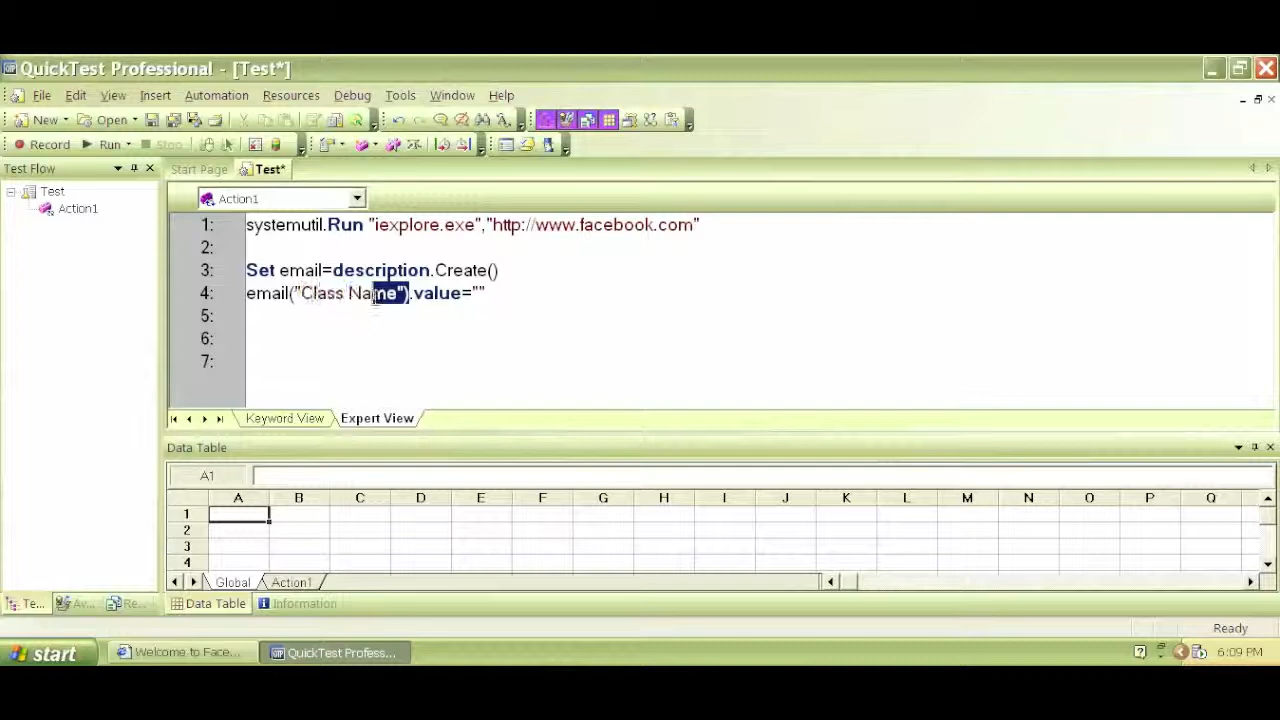 QuickTest Professional - [Test*]
File Edit View Insert Automation Resources Debug Tools Window Help
New Open
Record Run Stop
Test Flow
Start Page Test*
Test
Action1
Action1
1: systemutil.Run "iexplore.exe","http://www.facebook.com"
2:
3: Set email=description.Create()
4: email("Class Name").value=""
5:
6:
7:
Keyword View Expert View
Data Table
A1
A B C D E F G H I J K L M N O P Q
1
2
3
4
Global Action1
Te... Av... Re... Data Table Information
Ready
start Welcome to Face... QuickTest Profess... 6:09 PM